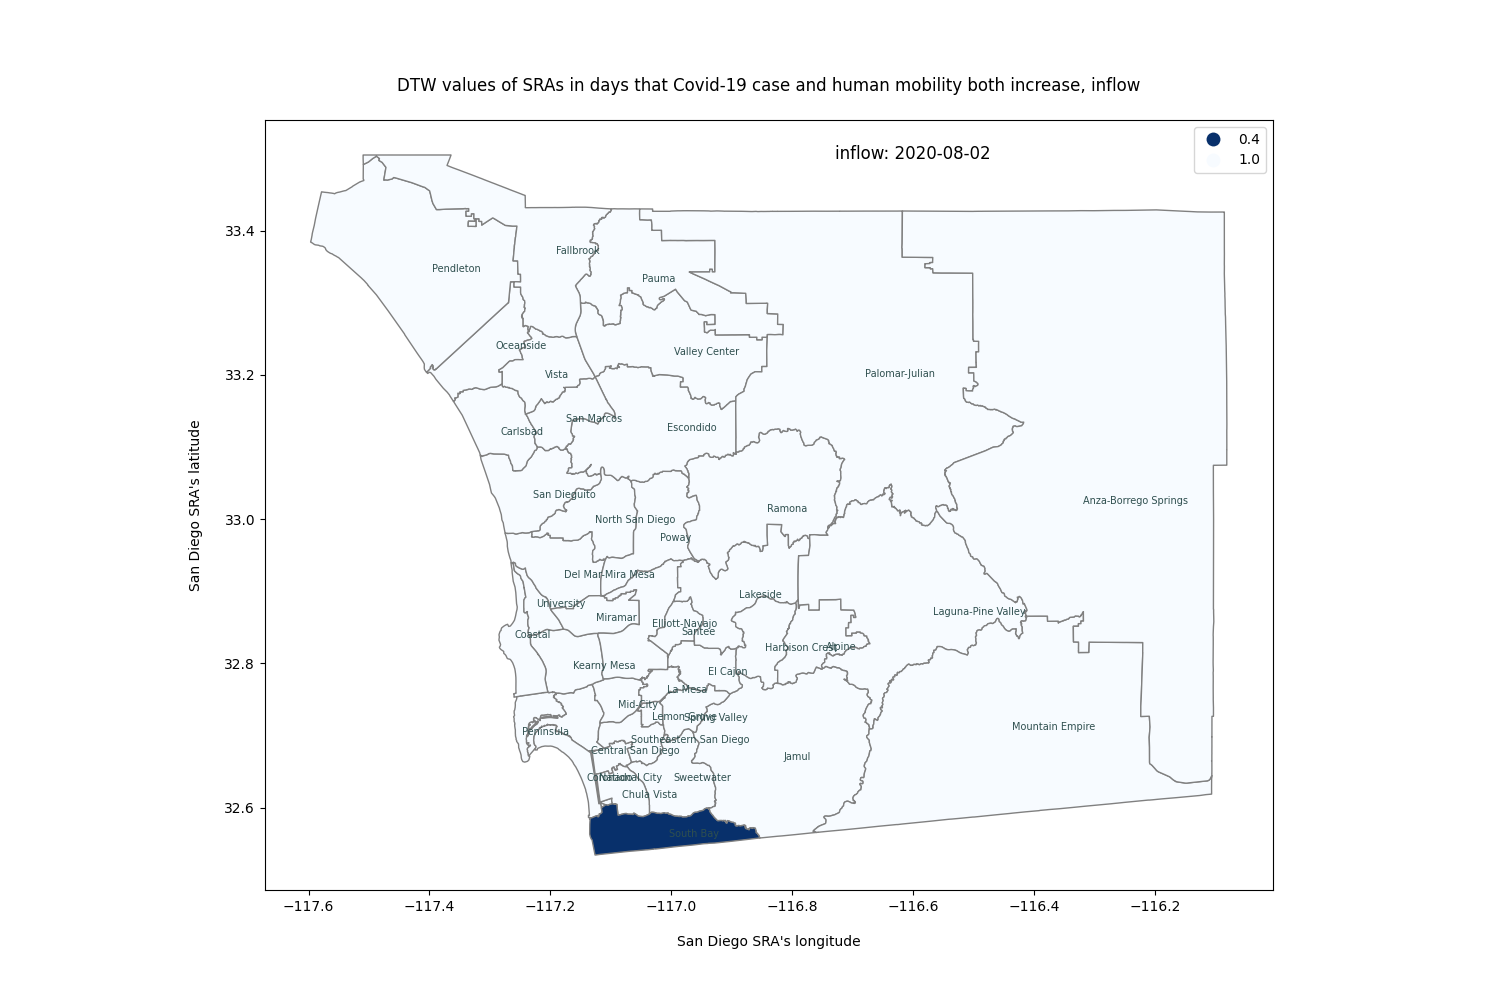 DTW values of SRAs in days that Covid-19 case and human mobility both increase, inflow
inflow: 2020-08-02
0.4
1.0
33.4
33.2
33.0
32.8
32.6
San Diego SRA's latitude
Fallbrook
Pendleton
Pauma
Oceanside
Valley Center
Vista
Palomar-Julian
San Marcos
Carlsbad
Escondido
San Dieguito
Anza-Borrego Springs
Ramona
North San Diego
Poway
Del Mar-Mira Mesa
Lakeside
University
Miramar
Laguna-Pine Valley
Elliott-Navajo
Santee
Coastal
Harbison Crest
Alpine
Kearny Mesa
El Cajon
La Mesa
Mid-City
Lemon Grove
Spring Valley
Mountain Empire
Peninsula
Southeastern San Diego
Central San Diego
Jamul
Coronado
National City
Sweetwater
Chula Vista
South Bay
−117.6
−117.4
−117.2
−117.0
−116.8
−116.6
−116.4
−116.2
San Diego SRA's longitude